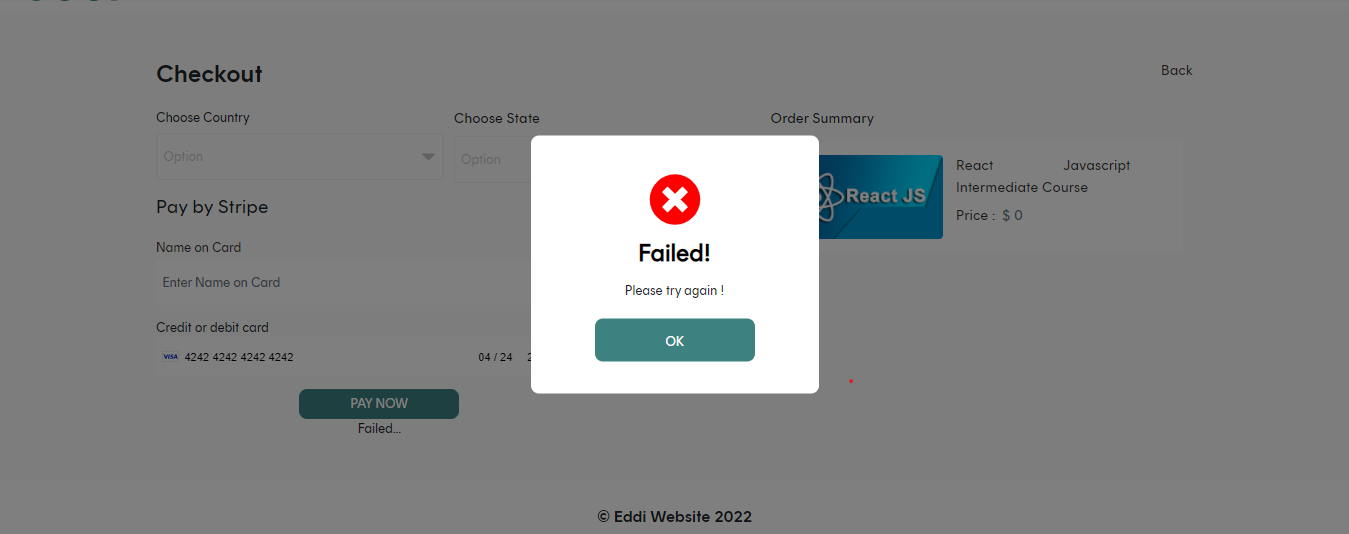 Checkout
Back
Choose Country
Choose State
Order Summary
Option
Option
React Javascript
Intermediate Course
Price : $ 0
React JS
Pay by Stripe
Name on Card
Enter Name on Card
Credit or debit card
VISA 4242 4242 4242 4242 04 / 24
PAY NOW
Failed...
Failed!
Please try again !
OK
© Eddi Website 2022